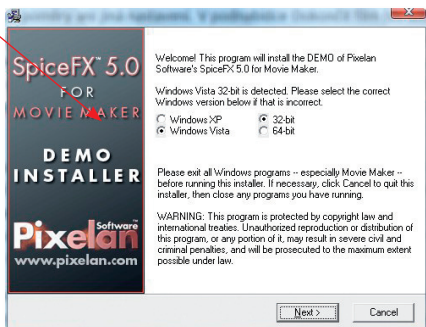 SpiceFX™ 5.0
FOR
MOVIE MAKER
DEMO
INSTALLER
Pixelan Software
www.pixelan.com
Welcome! This program will install the DEMO of Pixelan
Software's SpiceFX 5.0 for Movie Maker.
Windows Vista 32-bit is detected. Please select the correct
Windows version below if that is incorrect.
Windows XP 32-bit
Windows Vista 64-bit
Please exit all Windows programs -- especially Movie Maker --
before running this installer. If necessary, click Cancel to quit this
installer, then close any programs you have running.
WARNING: This program is protected by copyright law and
international treaties. Unauthorized reproduction or distribution of
this program, or any portion of it, may result in severe civil and
criminal penalties, and will be prosecuted to the maximum extent
possible under law.
Next > Cancel